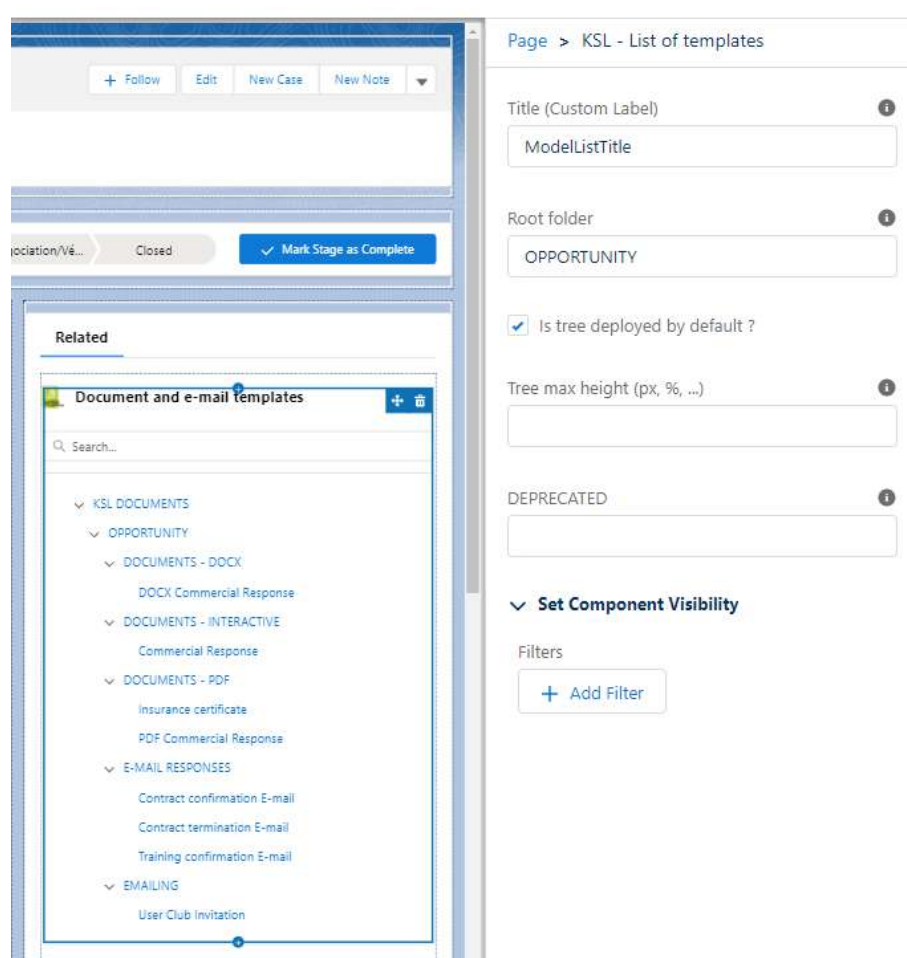 Page > KSL - List of templates
+ Follow Edit New Case New Note
Title (Custom Label)
ModelListTitle
Root folder
OPPORTUNITY
ociation/Vé... Closed Mark Stage as Complete
Is tree deployed by default ?
Related
Tree max height (px, %, ...)
Document and e-mail templates
Search...
DEPRECATED
KSL DOCUMENTS
OPPORTUNITY
DOCUMENTS - DOCX
DOCX Commercial Response
DOCUMENTS - INTERACTIVE
Commercial Response
DOCUMENTS - PDF
Insurance certificate
PDF Commercial Response
E-MAIL RESPONSES
Contract confirmation E-mail
Contract termination E-mail
Training confirmation E-mail
EMAILING
User Club Invitation
Set Component Visibility
Filters
+ Add Filter